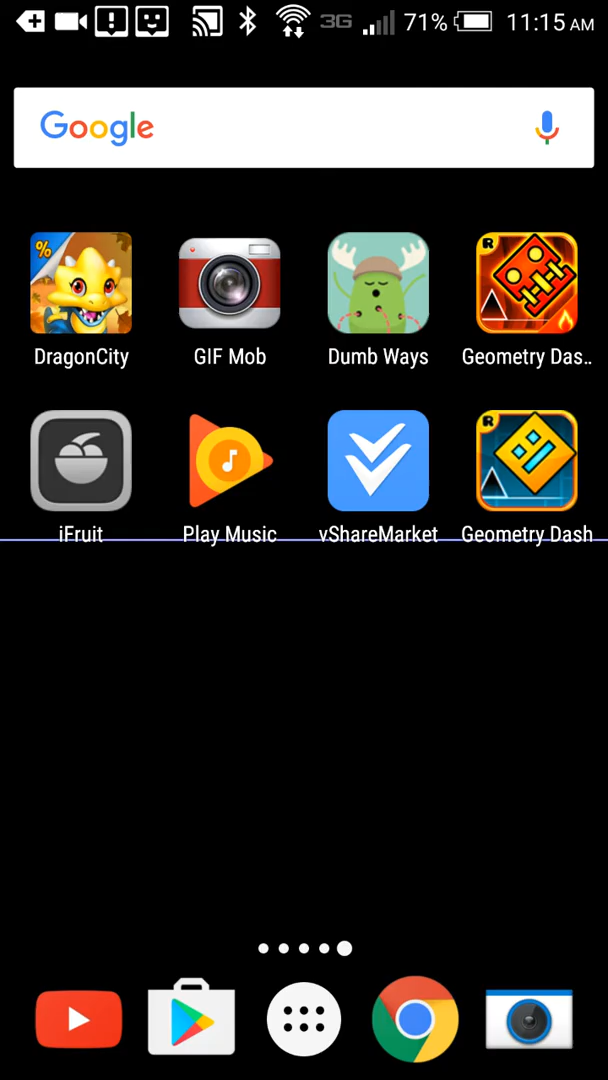 3G 71% 11:15 AM
Google
%
R
DragonCity GIF Mob Dumb Ways Geometry Das..
R
iFruit Play Music vShareMarket Geometry Dash